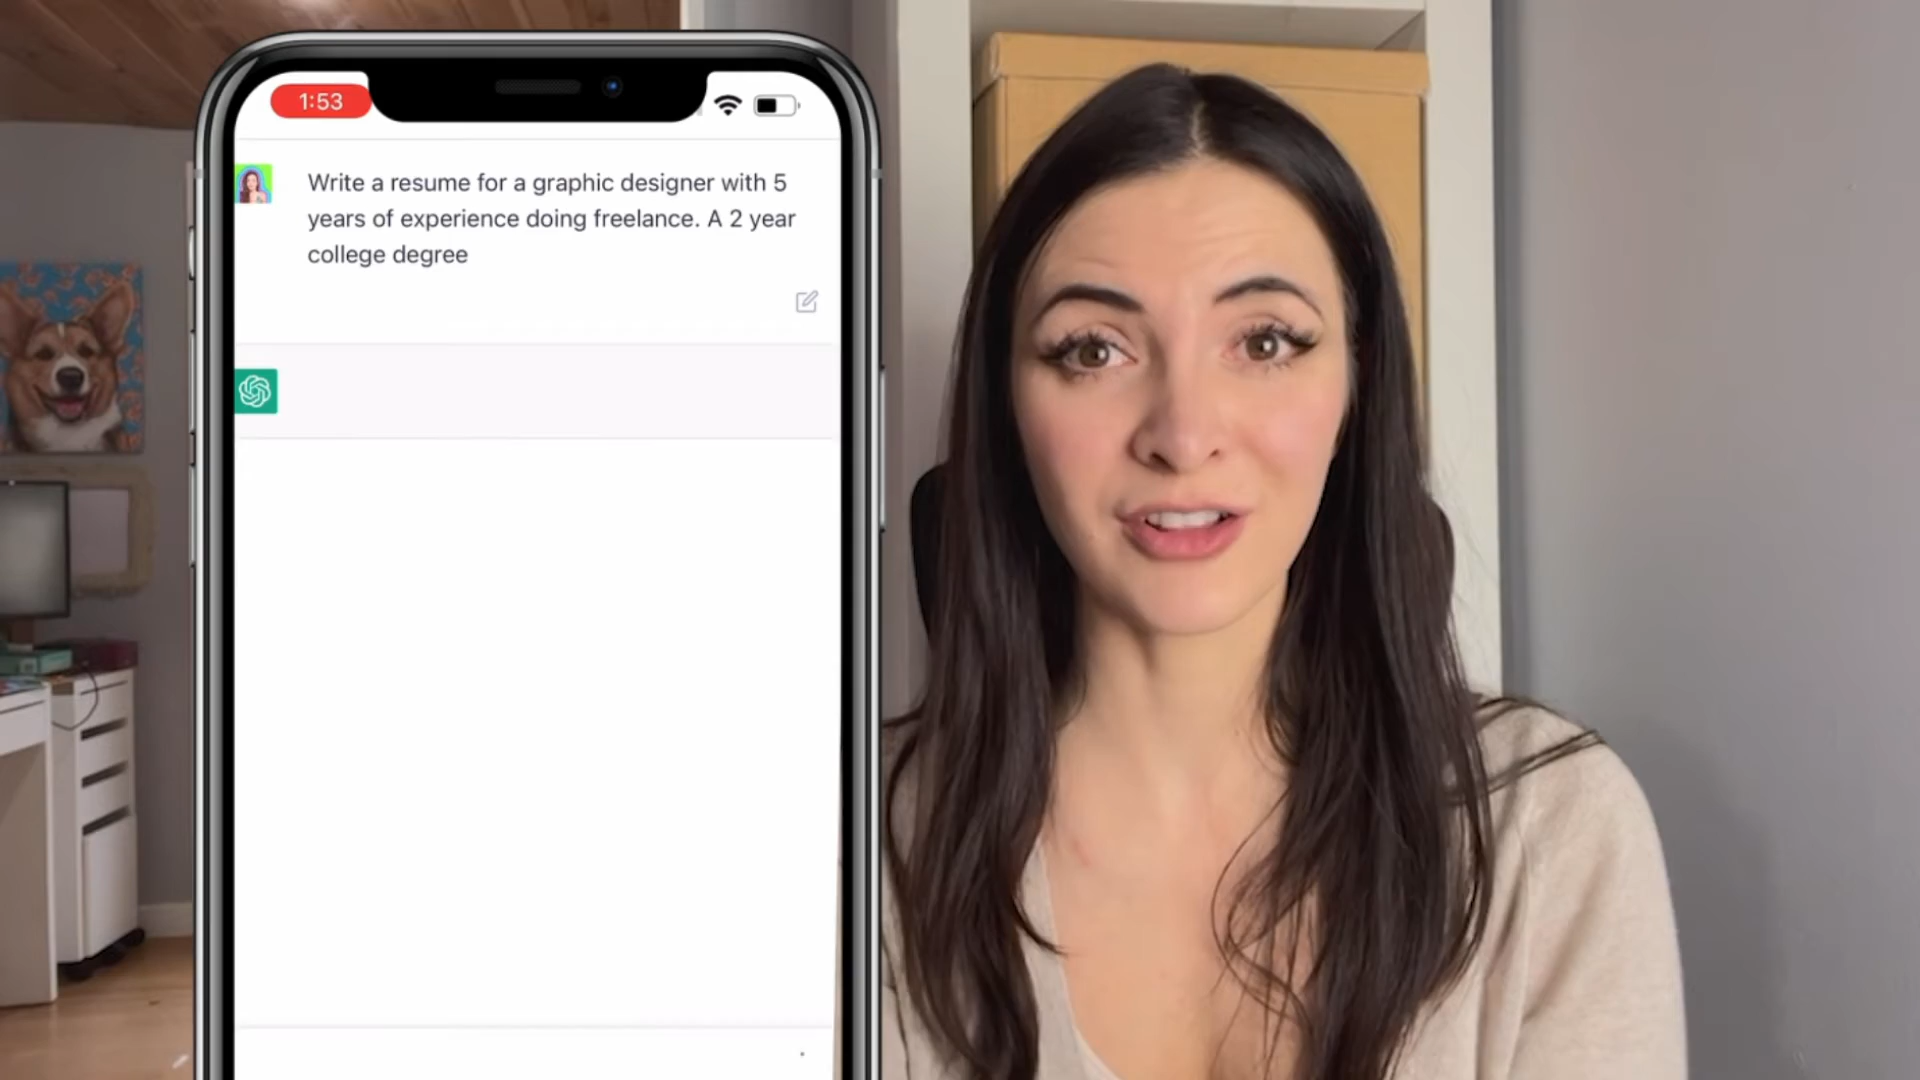 1:53
Write a resume for a graphic designer with 5
years of experience doing freelance. A 2 year
college degree